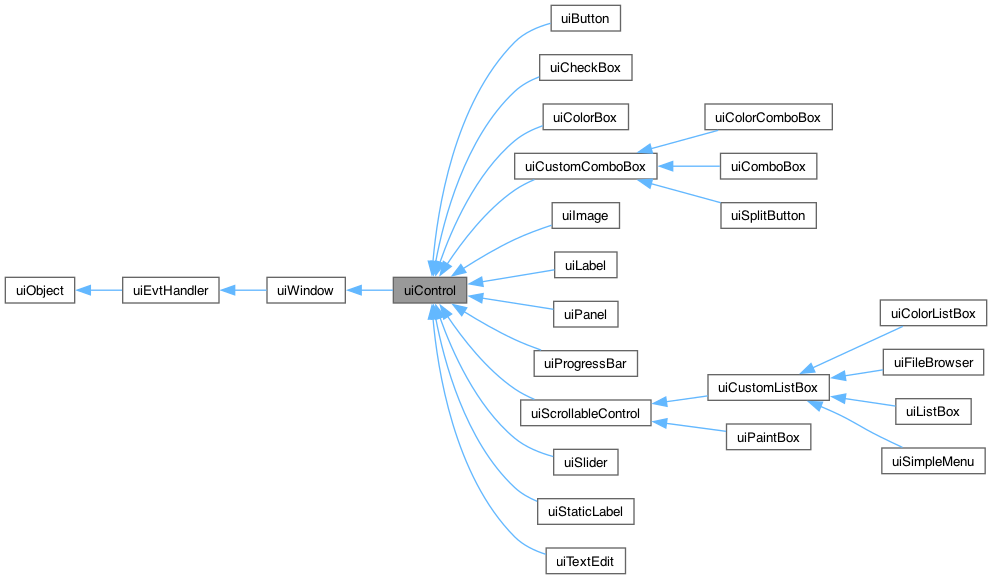 uiButton
uiCheckBox
uiColorBox
uiColorComboBox
uiCustomComboBox
uiComboBox
uiImage
uiSplitButton
uiLabel
uiObject
uiEvtHandler
uiWindow
uiControl
uiPanel
uiColorListBox
uiProgressBar
uiFileBrowser
uiCustomListBox
uiScrollableControl
uiListBox
uiPaintBox
uiSlider
uiSimpleMenu
uiStaticLabel
uiTextEdit